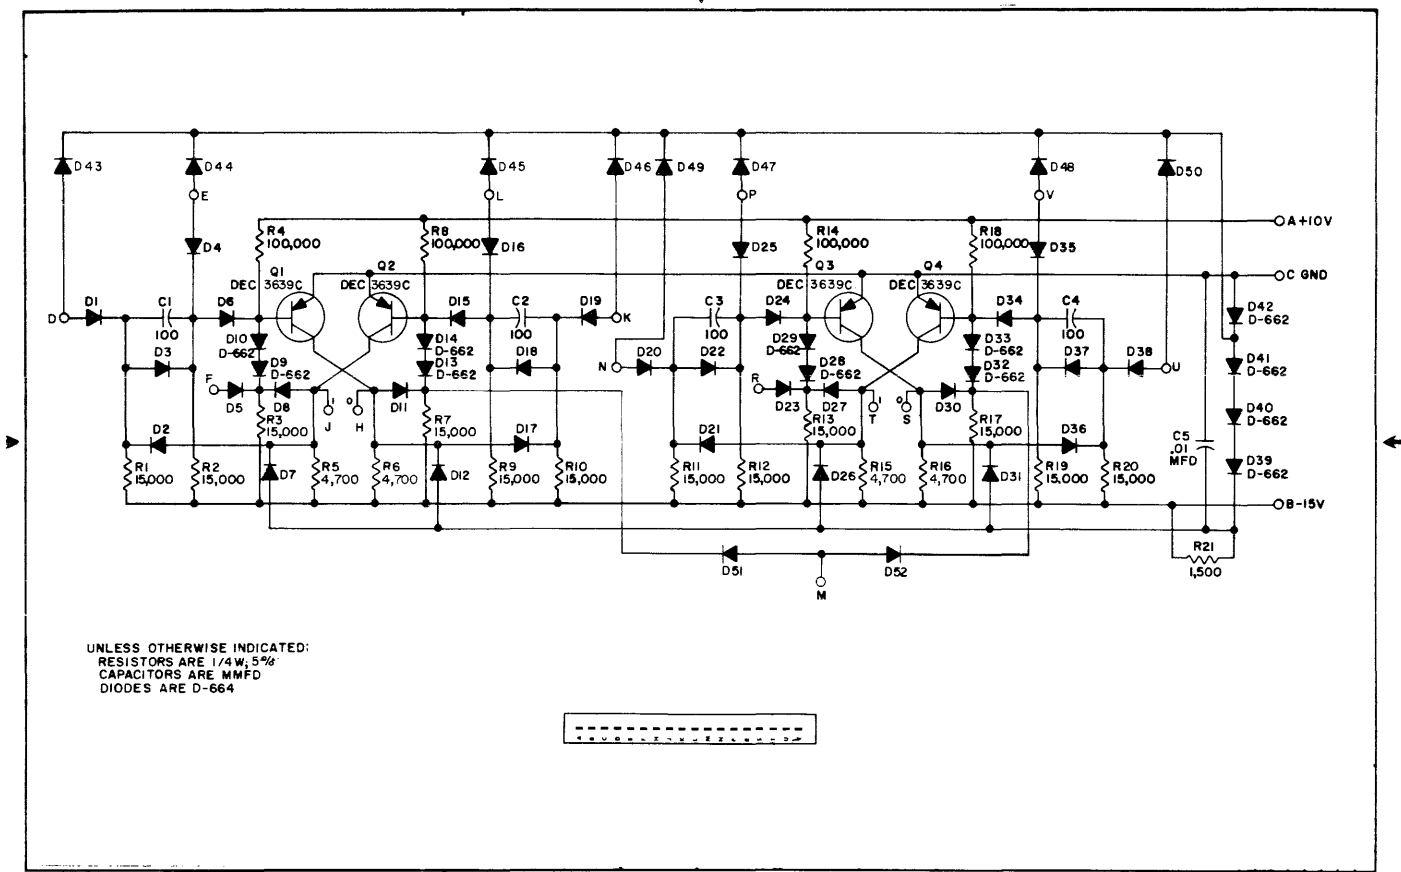 D43
D44
D45
D46
D49
D47
D48
D50
E
L
P
V
A+10V
R4
100,000
R8
100,000
R14
100,000
R18
100,000
D4
D16
D25
D35
C GND
Q1
DEC 3639C
Q2
DEC 3639C
Q3
DEC 3639C
Q4
DEC 3639C
D
D1
C1
100
D6
D15
C2
100
D19
K
C3
100
D24
D34
C4
100
D42
D-662
D10
D-662
D14
D-662
D29
D-662
D33
D-662
D3
D9
D-662
D13
D-662
D18
N
D20
D22
D28
D-662
D32
D-662
D37
D38
U
D41
D-662
F
D5
D8
1
J
0
H
D11
R
D23
D27
1
T
0
S
D30
D40
D-662
R3
15,000
R7
15,000
R13
15,000
R17
15,000
D2
D17
D21
D36
C5
.01
MFD
D39
D-662
R1
15,000
R2
15,000
D7
R5
4,700
R6
4,700
D12
R9
15,000
R10
15,000
R11
15,000
R12
15,000
D26
R15
4,700
R16
4,700
D31
R19
15,000
R20
15,000
B-15V
D51
D52
M
R21
1,500
UNLESS OTHERWISE INDICATED:
RESISTORS ARE 1/4W; 5%
CAPACITORS ARE MMFD
DIODES ARE D-664